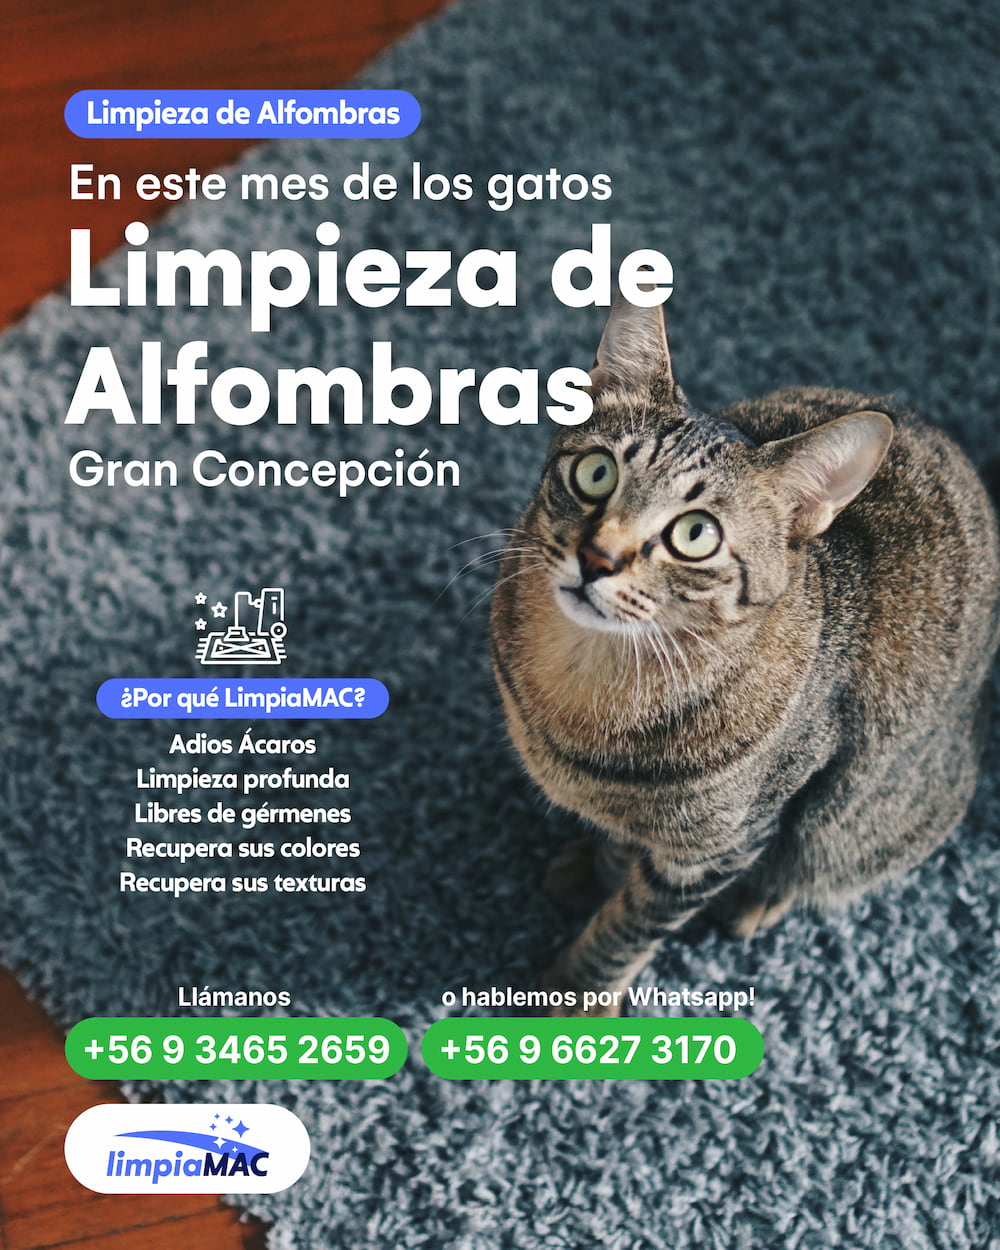 Limpieza de Alfombras
En este mes de los gatos
Limpieza de
Alfombras
Gran Concepción
¿Por qué LimpiaMAC?
Adios Ácaros
Limpieza profunda
Libres de gérmenes
Recupera sus colores
Recupera sus texturas
Llámanos
+56 9 3465 2659
o hablemos por Whatsapp!
+56 9 6627 3170
limpiaMAC